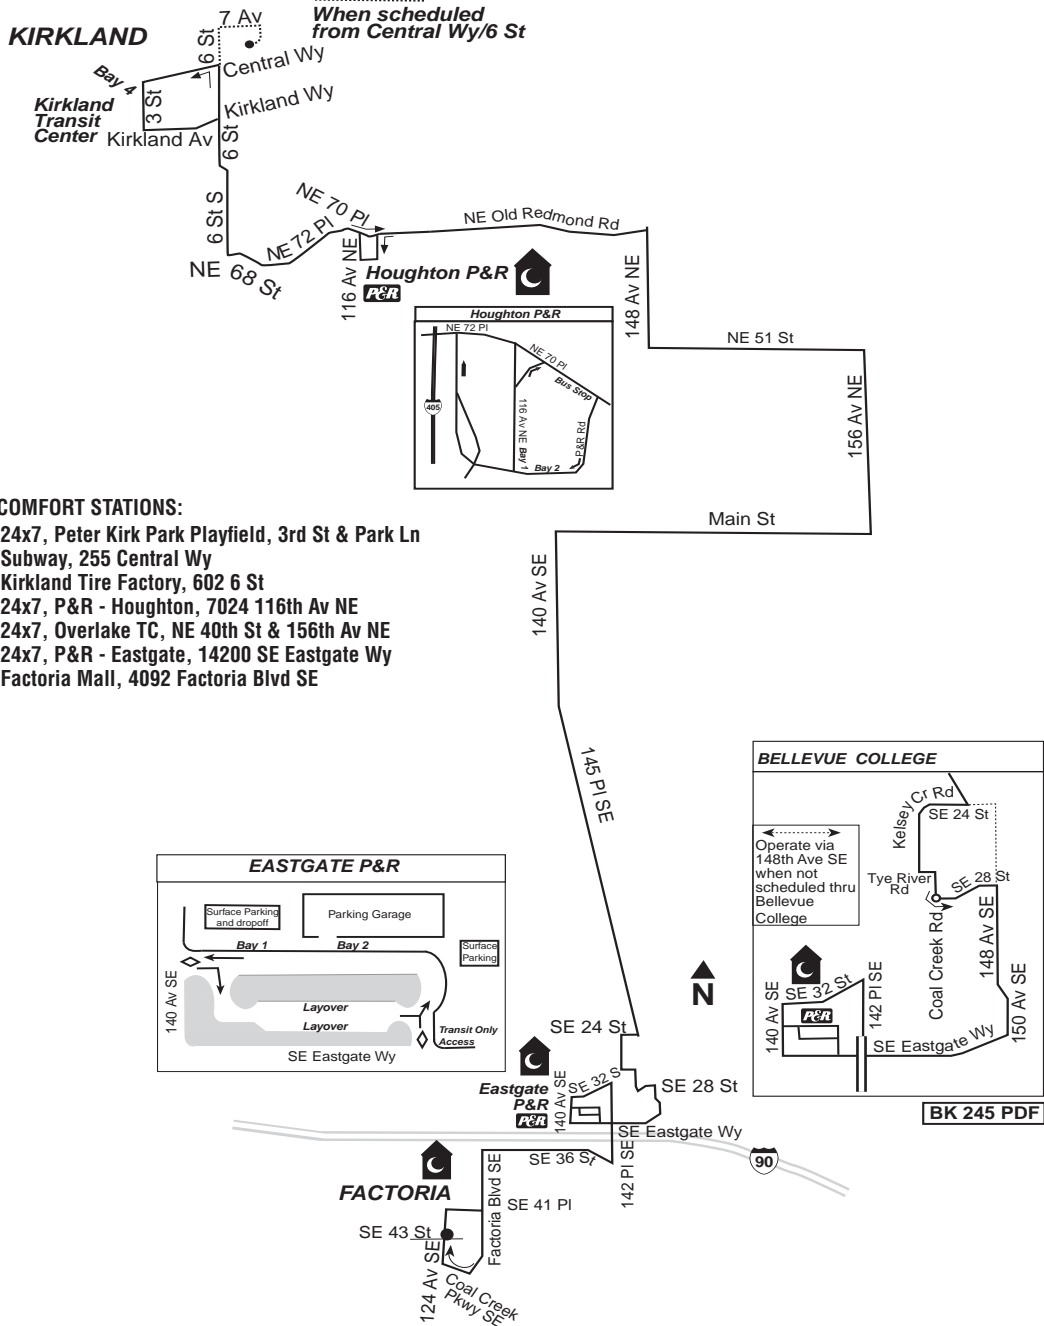 7 Av
When scheduled
from Central Wy/6 St
KIRKLAND
6 St
Central Wy
Bay 4
3 St
Kirkland
Transit
Center
Kirkland Wy
Kirkland Av
6 St
6 St S
NE 68 St
NE 72 Pl
NE 70 Pl
116 Av NE
NE Old Redmond Rd
Houghton P&R
P&R
148 Av NE
NE 51 St
156 Av NE
Houghton P&R
NE 72 Pl
NE 70 Pl
Bus Stop
405
116 Av NE
Bay 1
P&R Rd
Bay 2
Main St
COMFORT STATIONS:
24x7, Peter Kirk Park Playfield, 3rd St & Park Ln
Subway, 255 Central Wy
Kirkland Tire Factory, 602 6 St
24x7, P&R - Houghton, 7024 116th Av NE
24x7, Overlake TC, NE 40th St & 156th Av NE
24x7, P&R - Eastgate, 14200 SE Eastgate Wy
Factoria Mall, 4092 Factoria Blvd SE
140 Av SE
145 Pl SE
BELLEVUE COLLEGE
Kelsey Cr Rd
SE 24 St
Operate via
148th Ave SE
when not
scheduled thru
Bellevue
College
Tye River
Rd
SE 28 St
Coal Creek Rd
148 Av SE
150 Av SE
140 Av SE
SE 32 St
P&R
142 Pl SE
SE Eastgate Wy
BK 245 PDF
EASTGATE P&R
Surface Parking
and dropoff
Parking Garage
Bay 1
Bay 2
Surface
Parking
140 Av SE
Layover
Layover
Transit Only
Access
SE Eastgate Wy
N
SE 24 St
Eastgate
P&R
P&R
140 Av SE
SE 32 S
SE 28 St
SE Eastgate Wy
90
142 Pl SE
SE 36 St
FACTORIA
Factoria Blvd SE
SE 41 Pl
SE 43 St
124 Av SE
Coal Creek
Pkwy SE